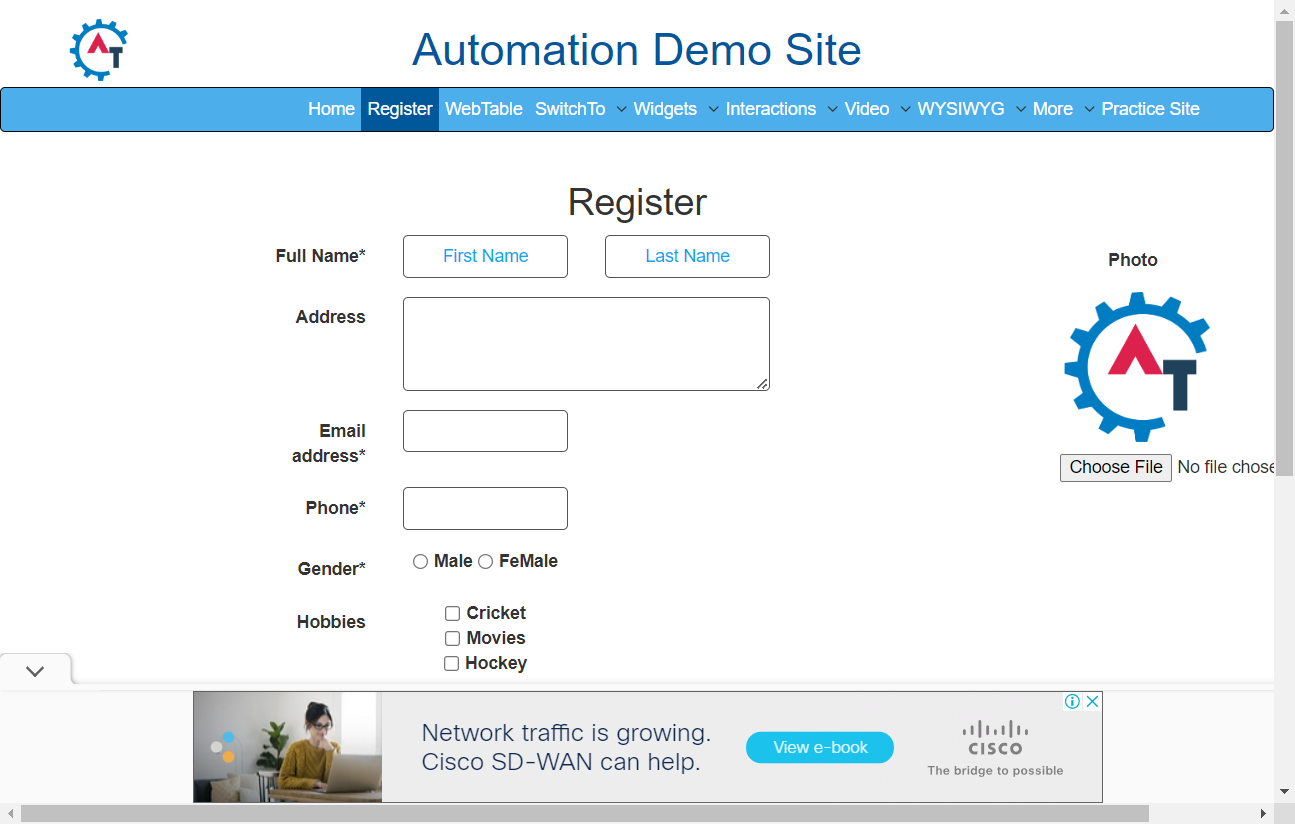 Automation Demo Site
Home Register WebTable SwitchTo Widgets Interactions Video WYSIWYG More Practice Site
Register
Full Name* First Name Last Name
Photo
Address
AT
Email
address*
Choose File No file chose
Phone*
Gender* Male FeMale
Hobbies Cricket
Movies
Hockey
Network traffic is growing.
Cisco SD-WAN can help.
View e-book
CISCO
The bridge to possible